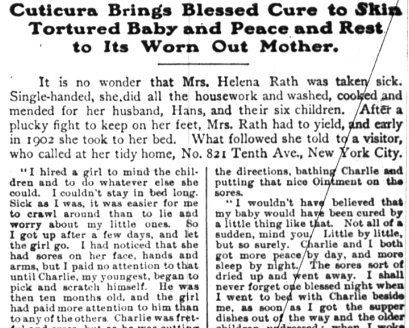 Cuticura Brings Blessed Cure to Skin
Tortured Baby and Peace and Rest
to Its Worn Out Mother.
It is no wonder that Mrs. Helena Rath was taken sick.
Single-handed, she did all the housework and washed, cooked and
mended for her husband, Hans, and their six children. After a
plucky fight to keep on her feet, Mrs. Rath had to yield, and early
in 1902 she took to her bed. What followed she told to a visitor,
who called at her tidy home, No. 821 Tenth Ave., New York City.
"I hired a girl to mind the chil-
dren and to do whatever else she
could. I couldn't stay in bed long.
Sick as I was, it was easier for me
to crawl around than to lie and
worry about my little ones. So
I got up after a few days, and let
the girl go. I had noticed that she
had sores on her face, hands and
arms, but I paid no attention to that
until Charlie, my youngest, began to
pick and scratch himself. He was
then ten months old, and the girl
had paid more attention to him than
to any of the others. Charlie was fret-
the directions, bathing Charlie and
putting that nice Ointment on the
sores.
"I wouldn't have believed that
my baby would have been cured by
a little thing like that. Not all of a
sudden, mind you. Little by little,
but so surely. Charlie and I both
got more peace by day, and more
sleep by night. The sores sort of
dried up and went away. I shall
never forget one blessed night when
I went to bed with Charlie beside
me, as soon as I got the supper
dishes out of the way and the older